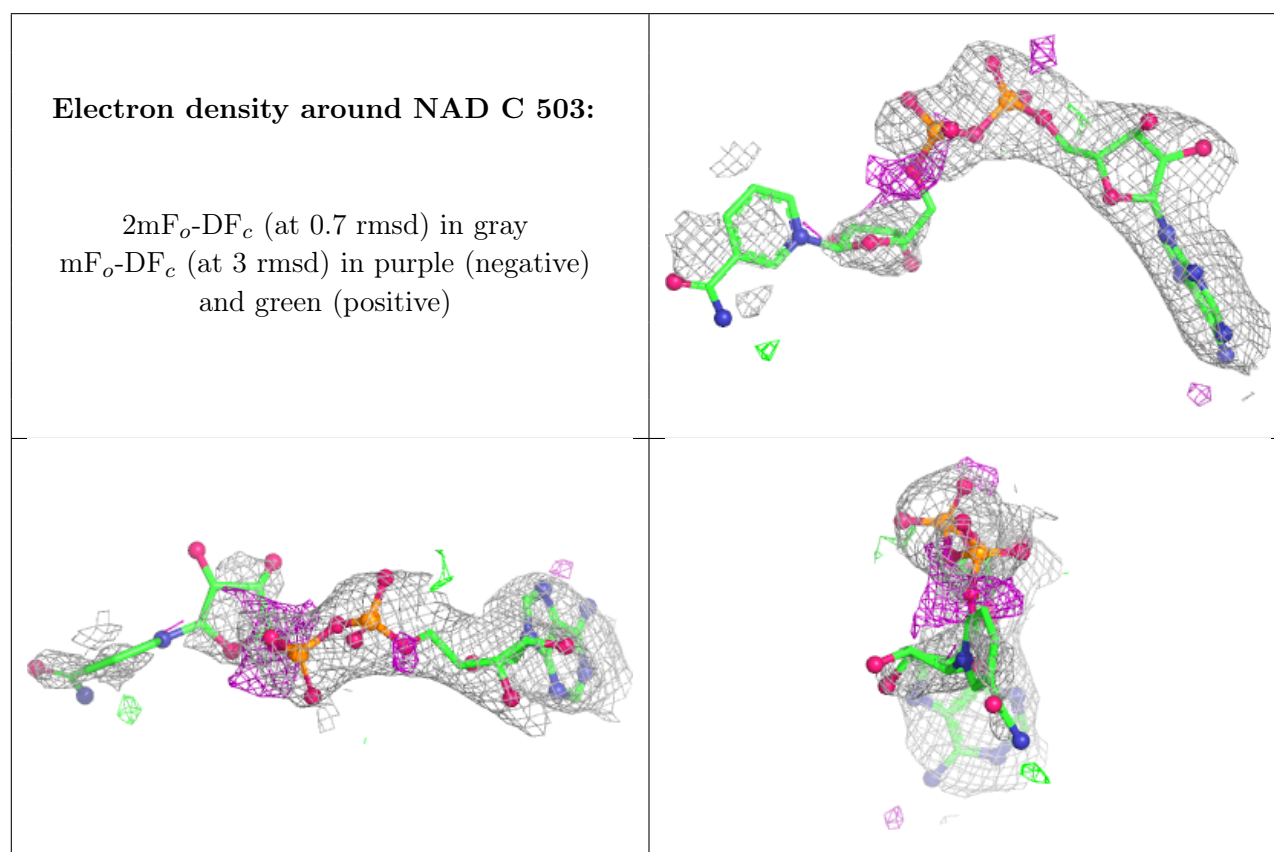 Electron density around NAD C 503:
2mFo-DFc (at 0.7 rmsd) in gray
mFo-DFc (at 3 rmsd) in purple (negative)
and green (positive)